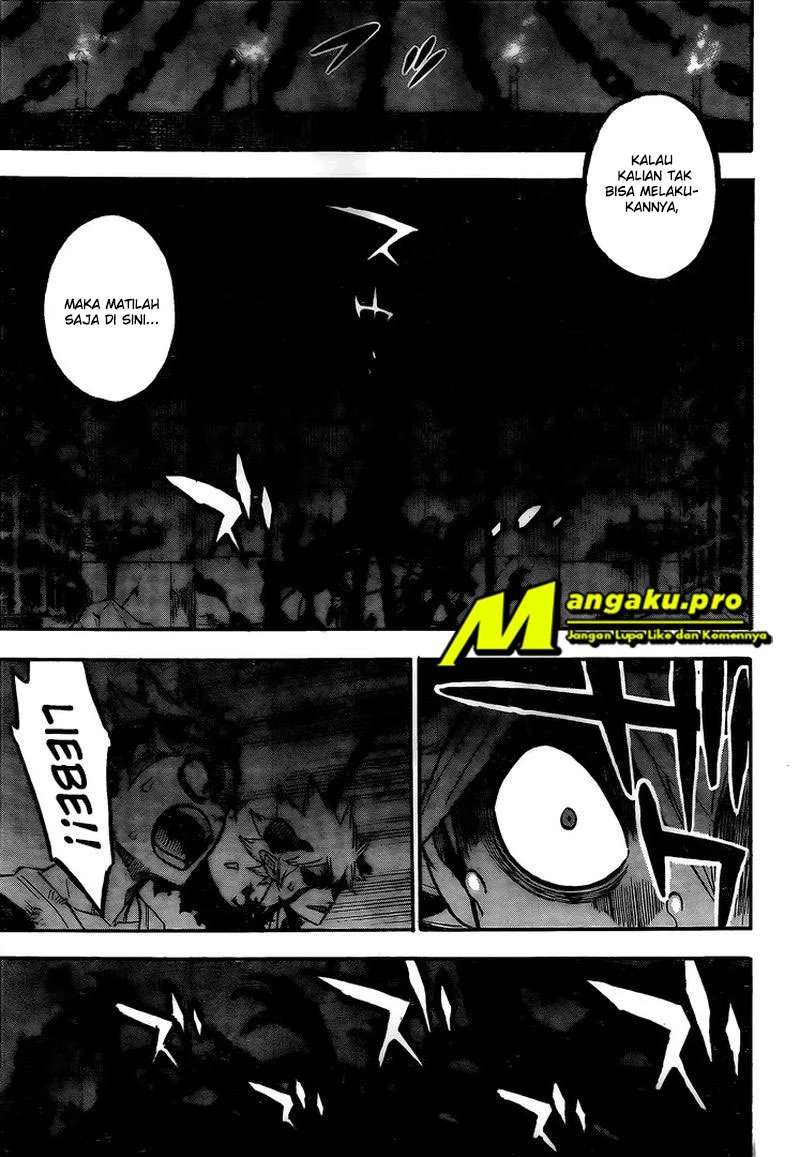 KALAU
KALIAN TAK
BISA MELAKU-
KANNYA,
MAKA MATILAH
SAJA DI SINI...
Mangaku.pro
Jangan Lupa Like dan Komennya
LIEBE!!